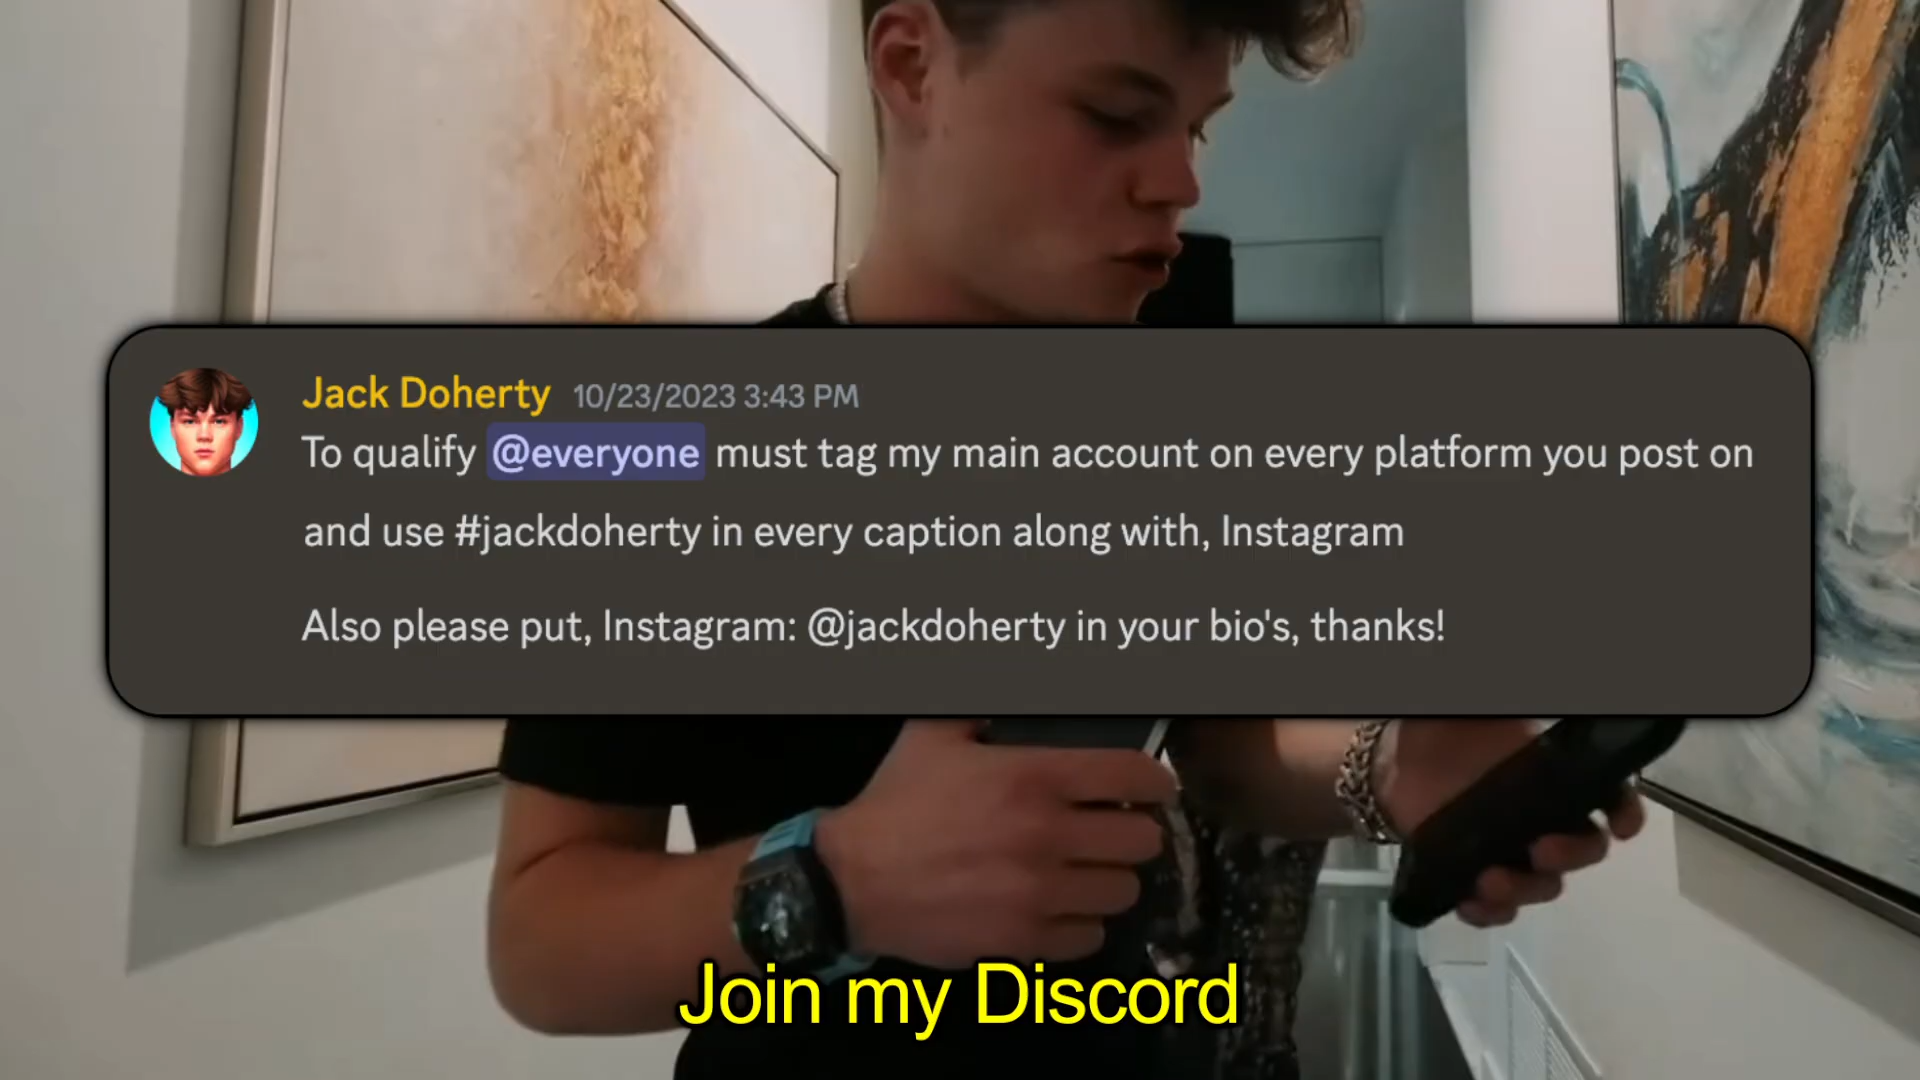 Jack Doherty 10/23/2023 3:43 PM
To qualify @everyone must tag my main account on every platform you post on
and use #jackdoherty in every caption along with, Instagram
Also please put, Instagram: @jackdoherty in your bio's, thanks!
Join my Discord